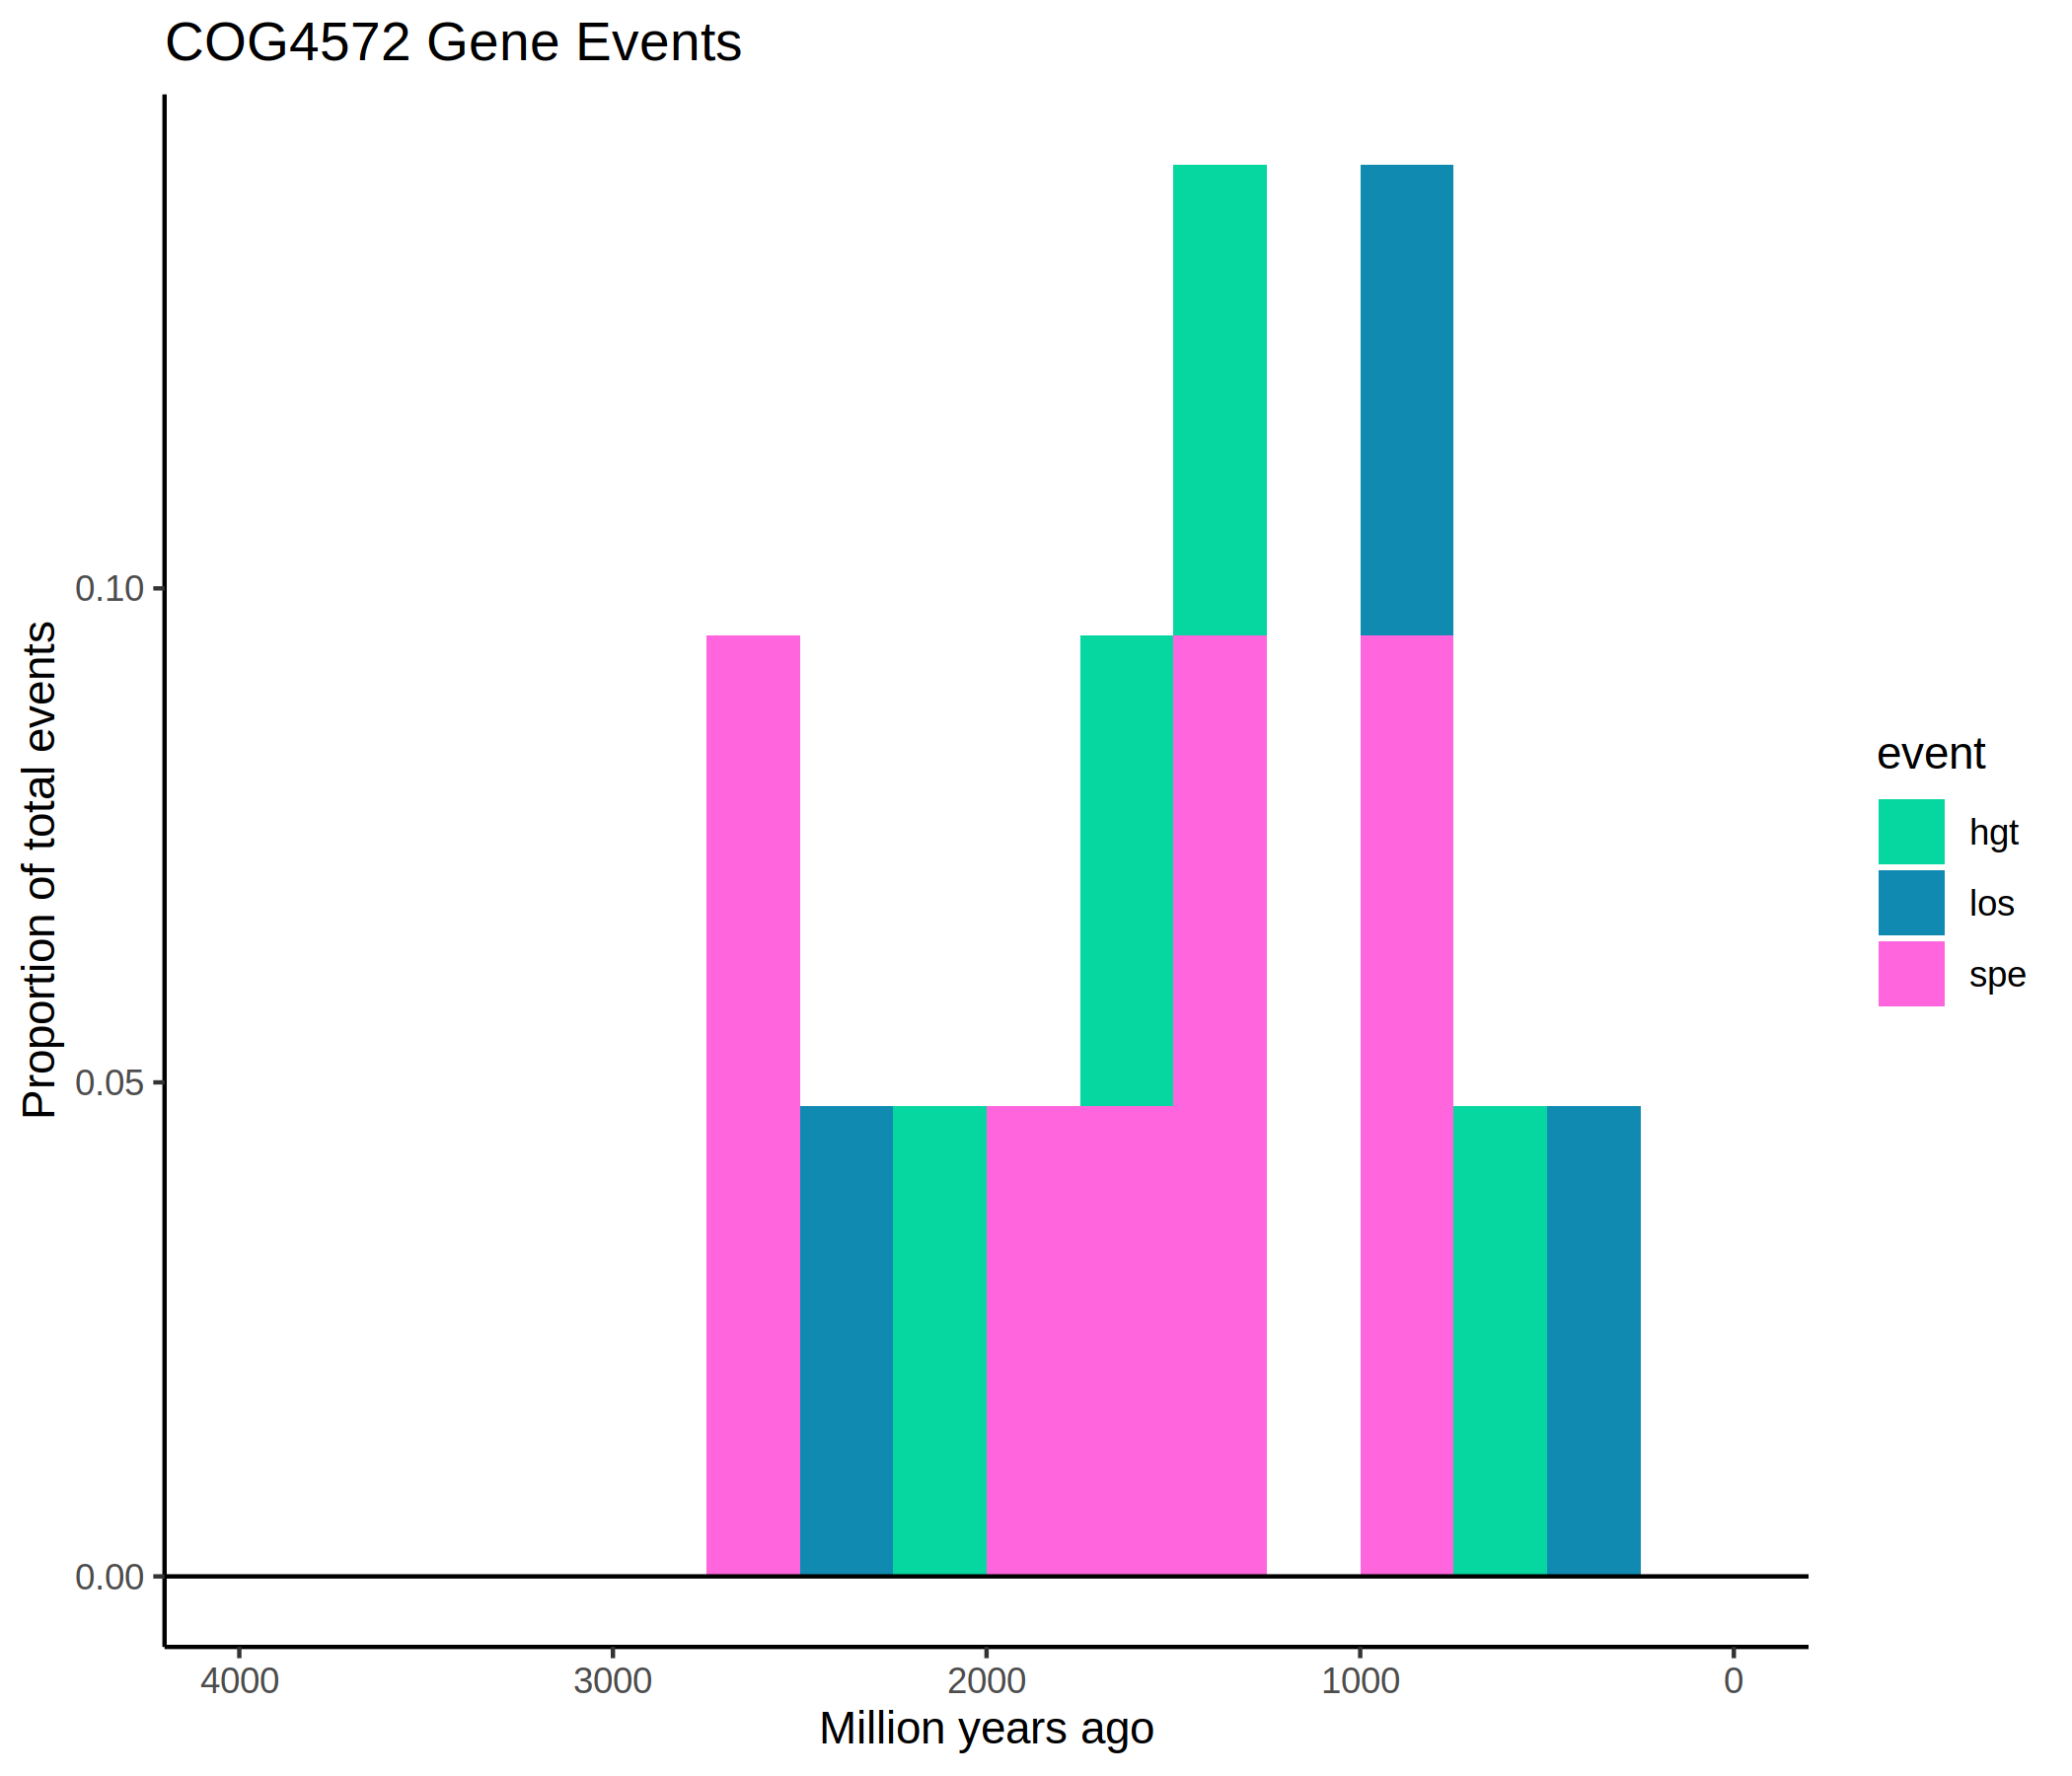 COG4572 Gene Events
Proportion of total events
0.10
0.05
0.00
4000
3000
2000
1000
0
Million years ago
event
hgt
los
spe